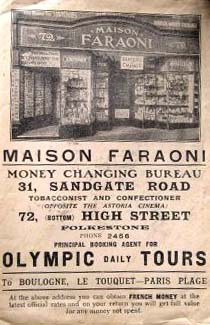 MAISON
72 FARAONI
MAISON FARAONI
MONEY CHANGING BUREAU
31, SANDGATE ROAD
TOBACCONIST AND CONFECTIONER
(OPPOSITE THE ASTORIA CINEMA)
72, (BOTTOM) HIGH STREET
FOLKESTONE
PHONE 2456
PRINCIPAL BOOKING AGENT FOR
OLYMPIC DAILY TOURS
To BOULOGNE, LE TOUQUET—PARIS PLAGE
At the above address you can obtain FRENCH MONEY at the
latest official rates and on your return you will get full value
for any money not spent.